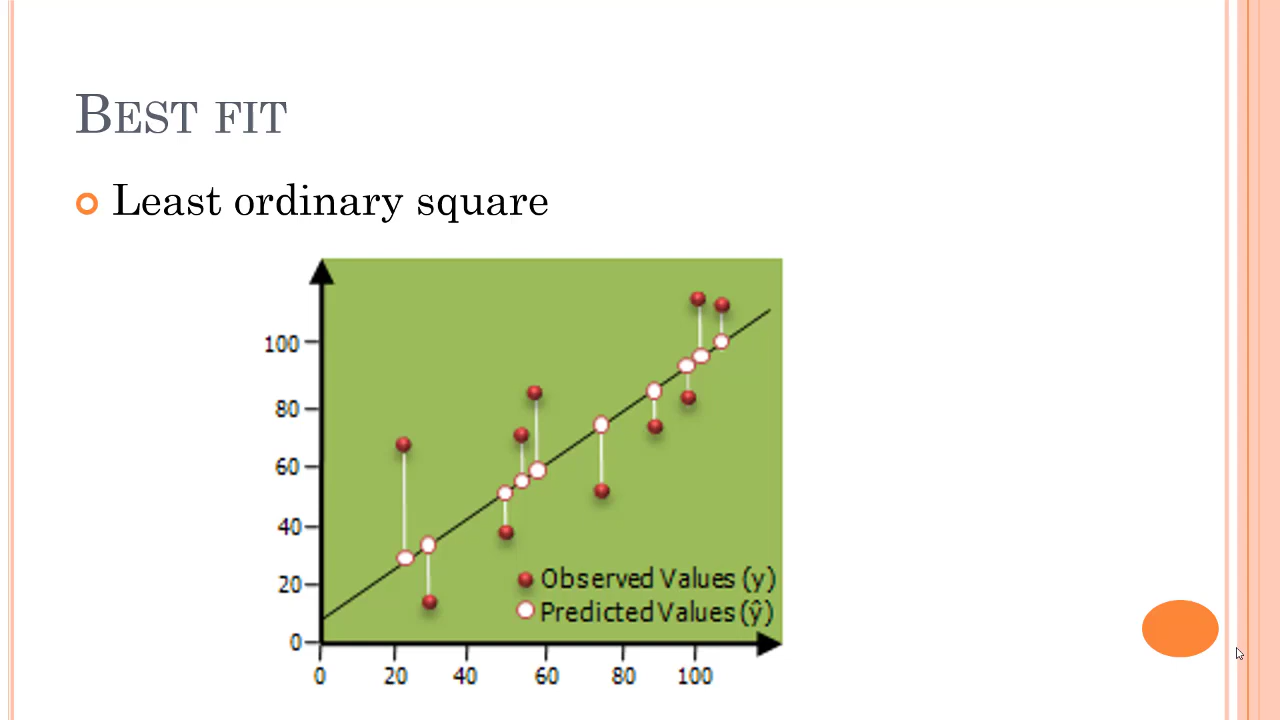 BEST FIT
Least ordinary square
100
80
60
40
20
0
Observed Values (y)
Predicted Values (ŷ)
0 20 40 60 80 100